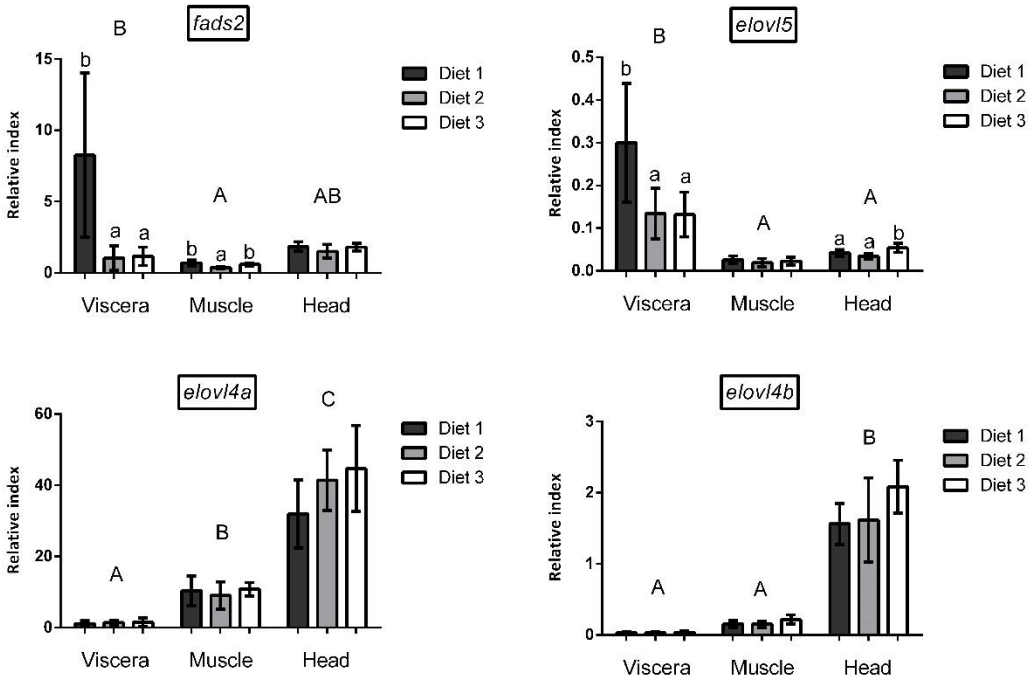 fads2
B
15
10
5
0
Relative index
b
a
a
A
b
a
b
AB
Viscera
Muscle
Head
Diet 1
Diet 2
Diet 3
elovl5
B
0.5
0.4
0.3
0.2
0.1
0.0
Relative index
b
a
a
A
A
a
a
b
Viscera
Muscle
Head
Diet 1
Diet 2
Diet 3
elovl4a
60
40
20
0
Relative index
A
B
C
Viscera
Muscle
Head
Diet 1
Diet 2
Diet 3
elovl4b
3
2
1
0
Relative index
A
A
B
Viscera
Muscle
Head
Diet 1
Diet 2
Diet 3